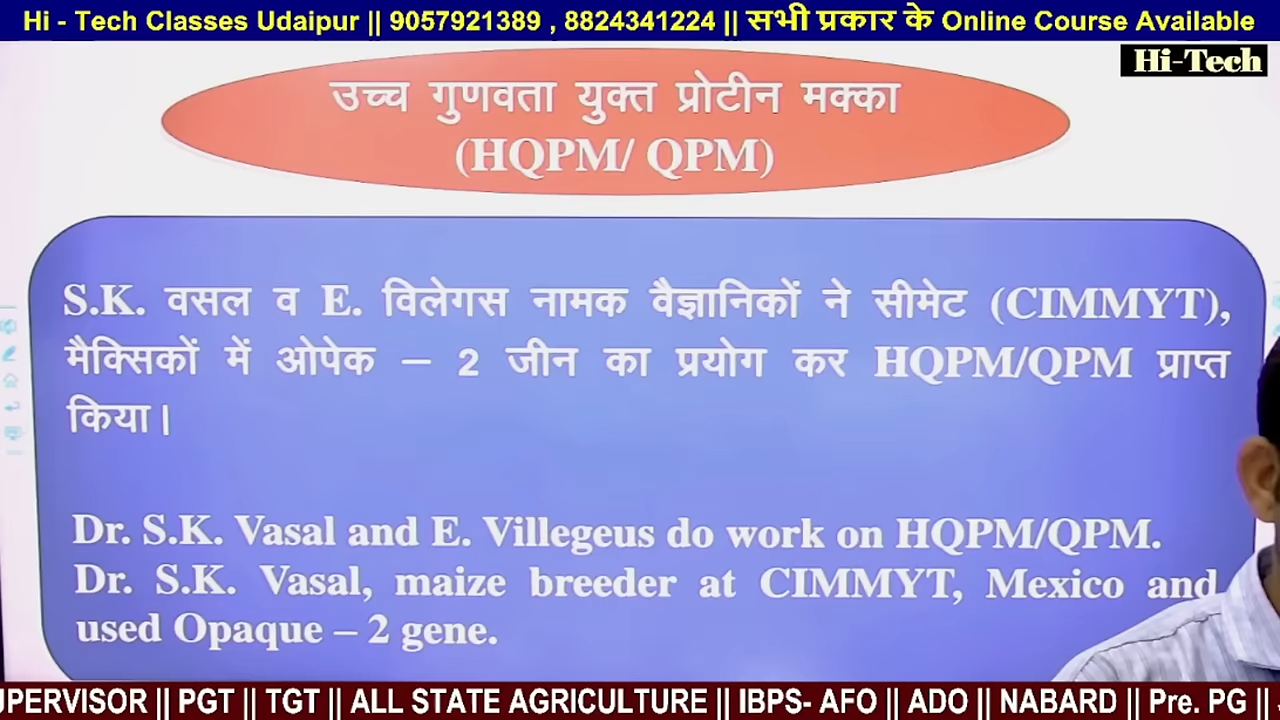 Hi - Tech Classes Udaipur || 9057921389 , 8824341224 || सभी प्रकार के Online Course Available
Hi-Tech
उच्च गुणवता युक्त प्रोटीन मक्का
(HQPM/ QPM)
S.K. वसल व E. विलेगस नामक वैज्ञानिकों ने सीमेट (CIMMYT),
मैक्सिकों में ओपेक – 2 जीन का प्रयोग कर HQPM/QPM प्राप्त
किया।
Dr. S.K. Vasal and E. Villegeus do work on HQPM/QPM.
Dr. S.K. Vasal, maize breeder at CIMMYT, Mexico and
used Opaque – 2 gene.
UPERVISOR || PGT || TGT || ALL STATE AGRICULTURE || IBPS- AFO || ADO || NABARD || Pre. PG ||